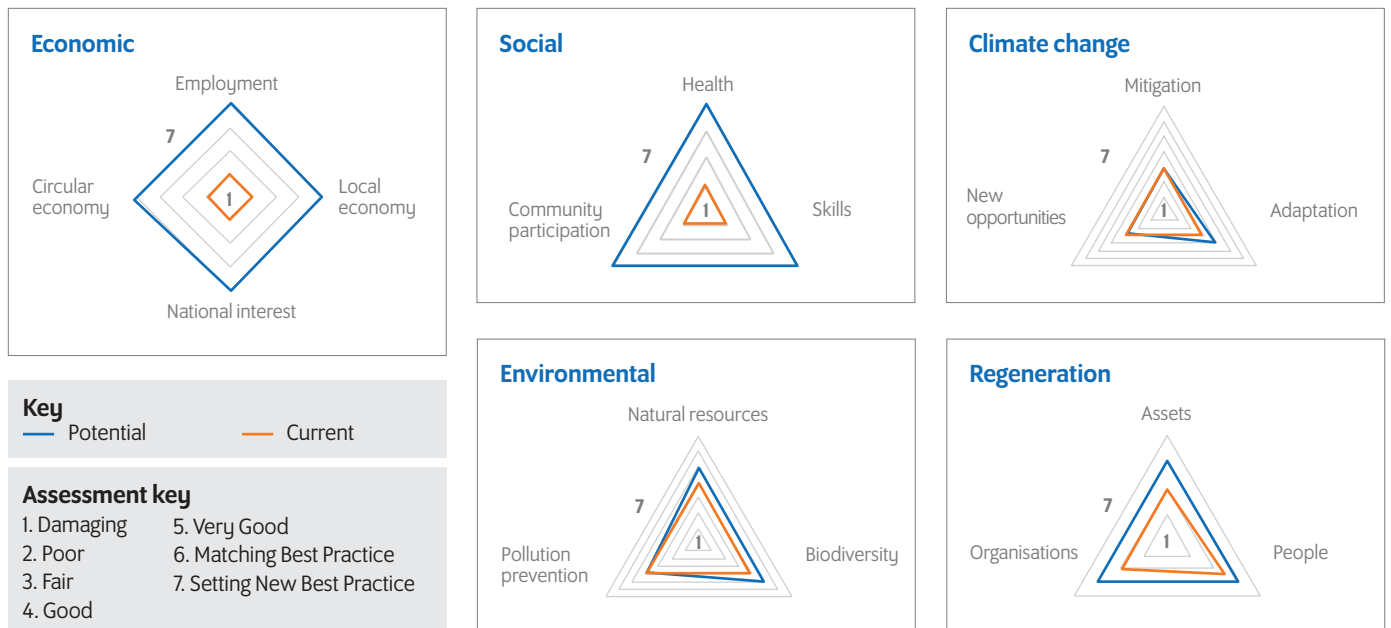 Economic
Employment
7
Circular
economy
1
Local
economy
National interest
Social
Health
7
Community
participation
1
Skills
Climate change
Mitigation
7
New
opportunities
1
Adaptation
Key
Potential
Current
Assessment key
1. Damaging
2. Poor
3. Fair
4. Good
5. Very Good
6. Matching Best Practice
7. Setting New Best Practice
Environmental
Natural resources
7
Pollution
prevention
1
Biodiversity
Regeneration
Assets
7
Organisations
1
People